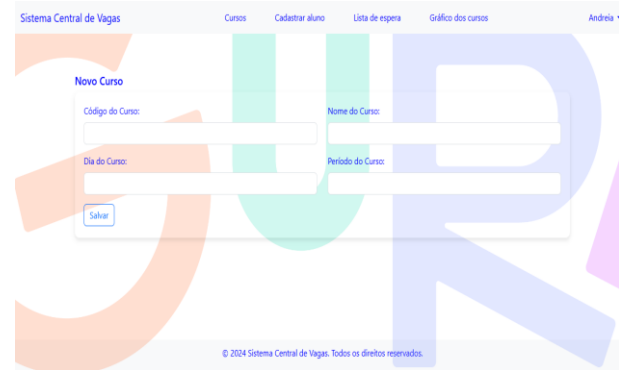 Sistema Central de Vagas Cursos Cadastrar aluno Lista de espera Gráfico dos cursos Andreia
Novo Curso
Código do Curso: Nome do Curso:
Dia do Curso: Período do Curso:
Salvar
© 2024 Sistema Central de Vagas. Todos os direitos reservados.